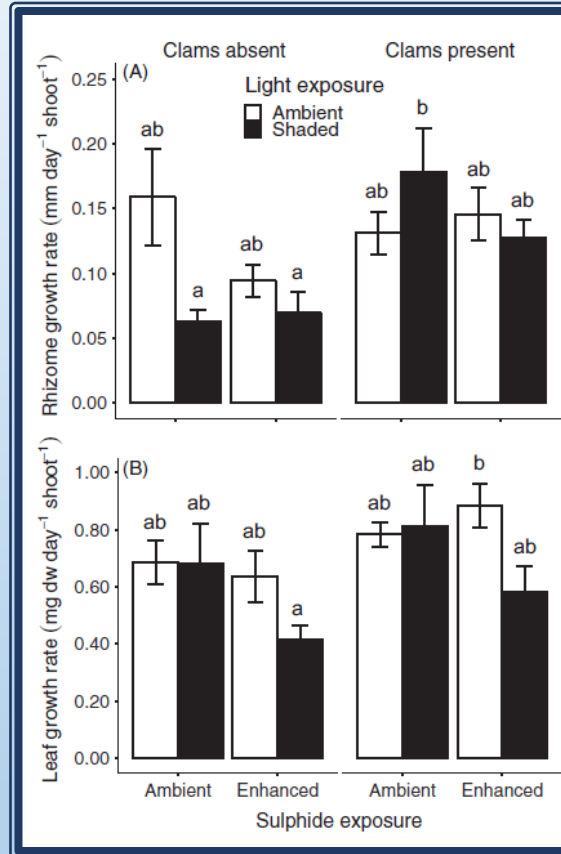 Clams absent Clams present
(A)
Light exposure
Ambient
Shaded
Rhizome growth rate (mm day⁻¹ shoot⁻¹)
0.25
0.20
0.15
0.10
0.05
0.00
ab a ab a ab b ab ab
(B)
Leaf growth rate (mg dw day⁻¹ shoot⁻¹)
1.00
0.80
0.60
0.40
0.20
0.00
ab ab ab a ab ab b ab
Ambient Enhanced Ambient Enhanced
Sulphide exposure